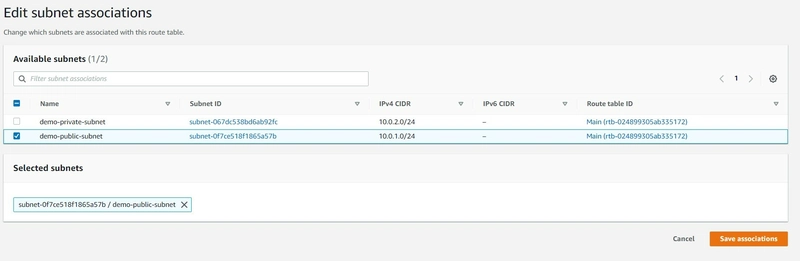 Edit subnet associations
Change which subnets are associated with this route table.
Available subnets (1/2)
Filter subnet associations
1
Name Subnet ID IPv4 CIDR IPv6 CIDR Route table ID
demo-private-subnet subnet-067dc538bd6ab92fc 10.0.2.0/24 – Main (rtb-024899305ab335172)
demo-public-subnet subnet-0f7ce518f1865a57b 10.0.1.0/24 – Main (rtb-024899305ab335172)
Selected subnets
subnet-0f7ce518f1865a57b / demo-public-subnet
Cancel Save associations